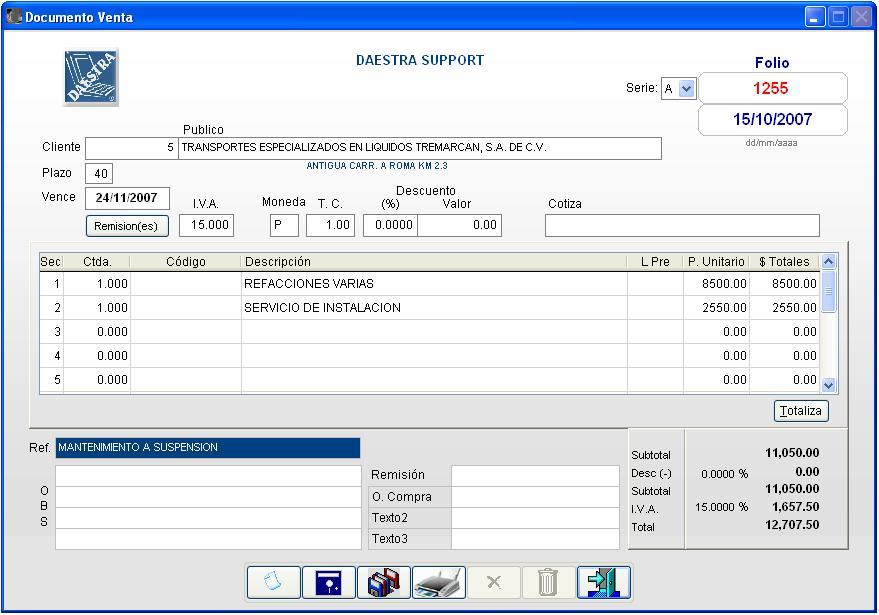 Documento Venta
DAESTRA
DAESTRA SUPPORT
Folio
Serie: A 1255
15/10/2007
dd/mm/aaaa
Publico
Cliente 5 TRANSPORTES ESPECIALIZADOS EN LIQUIDOS TREMARCAN, S.A. DE C.V.
ANTIGUA CARR. A ROMA KM 2.3
Plazo 40
Vence 24/11/2007
I.V.A. Moneda T. C. Descuento (%) Valor Cotiza
Remision(es) 15.000 P 1.00 0.0000 0.00
Sec Ctda. Código Descripción L Pre P. Unitario $ Totales
1 1.000 REFACCIONES VARIAS 8500.00 8500.00
2 1.000 SERVICIO DE INSTALACION 2550.00 2550.00
3 0.000 0.00 0.00
4 0.000 0.00 0.00
5 0.000 0.00 0.00
Totaliza
Ref. MANTENIMIENTO A SUSPENSION
OBS
Remisión
O. Compra
Texto2
Texto3
Subtotal 11,050.00
Desc (-) 0.0000 % 0.00
Subtotal 11,050.00
I.V.A. 15.0000 % 1,657.50
Total 12,707.50